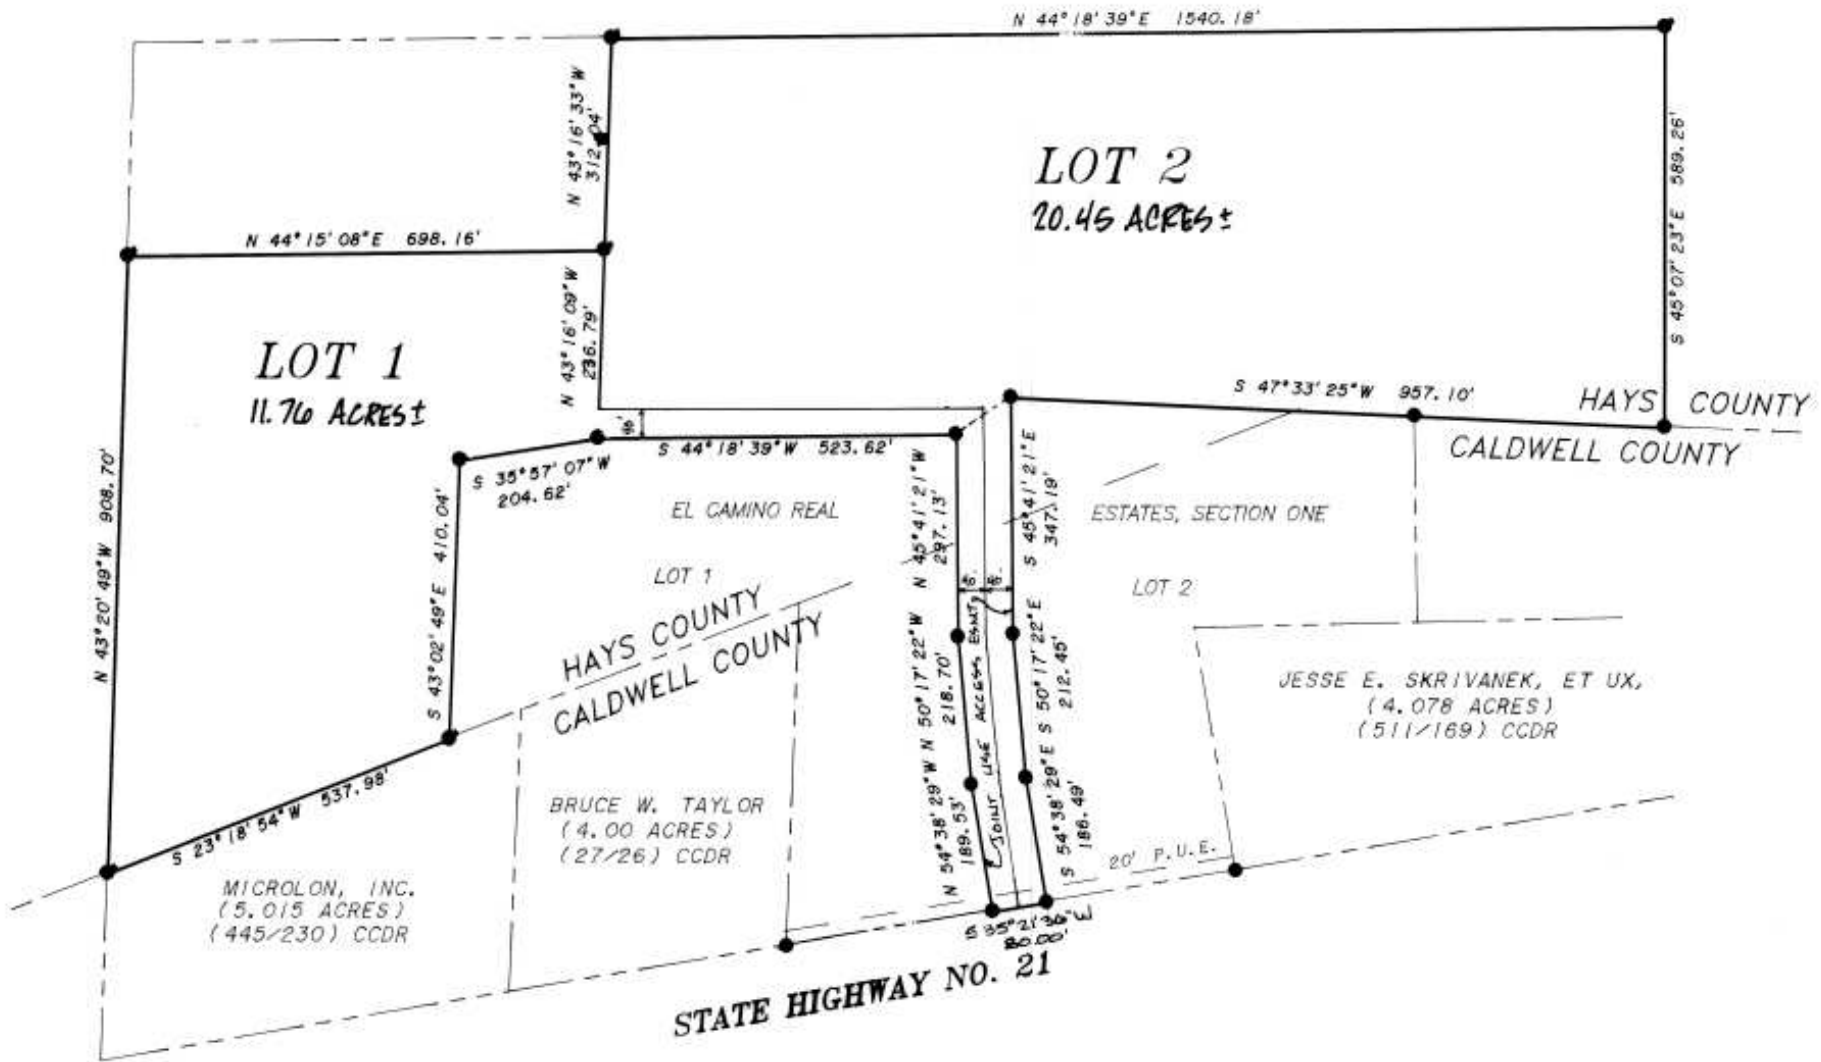 N 44°18'39"E 1540.18'
N 43°16'33"W
312.04'
S 45°07'23"E 589.26'
LOT 2
20.45 ACRES±
N 44°15'08"E 698.16'
N 43°16'09"W
236.79'
LOT 1
11.76 ACRES±
S 47°33'25"W 957.10'
HAYS COUNTY
CALDWELL COUNTY
S 44°18'39"W 523.62'
S 35°57'07"W
204.62'
N 43°20'49"W 908.70'
S 43°02'49"E 410.04'
EL CAMINO REAL
LOT 1
ESTATES, SECTION ONE
LOT 2
N 45°41'21"W
297.13'
S 45°41'21"E
347.19'
HAYS COUNTY
CALDWELL COUNTY
N 50°17'22"W
218.70'
S 50°17'22"E
212.45'
JOINT USE ACCESS ESMT.
JESSE E. SKRIVANEK, ET UX,
(4.078 ACRES)
(511/169) CCDR
S 23°18'54"W 537.98'
BRUCE W. TAYLOR
(4.00 ACRES)
(27/26) CCDR
N 54°38'29"W
189.53'
S 54°38'29"E
186.49'
20' P.U.E.
MICROLON, INC.
(5.015 ACRES)
(445/230) CCDR
S 35°21'36"W
80.00'
STATE HIGHWAY NO. 21